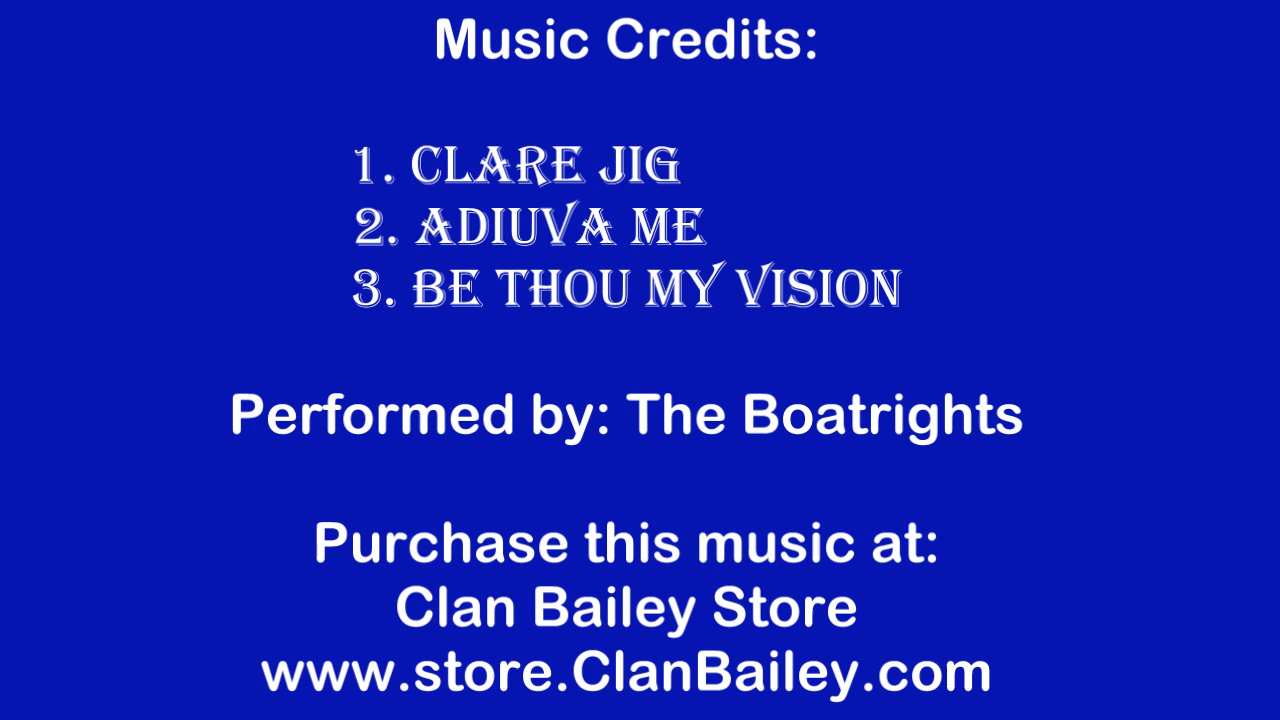 Music Credits:
1. CLARE JIG
2. ADIUVA ME
3. BE THOU MY VISION
Performed by: The Boatrights
Purchase this music at:
Clan Bailey Store
www.store.ClanBailey.com